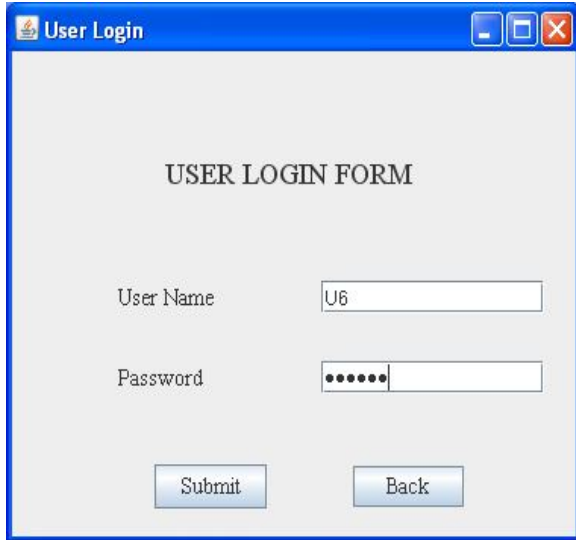 User Login
USER LOGIN FORM
User Name U6
Password ••••••
Submit Back